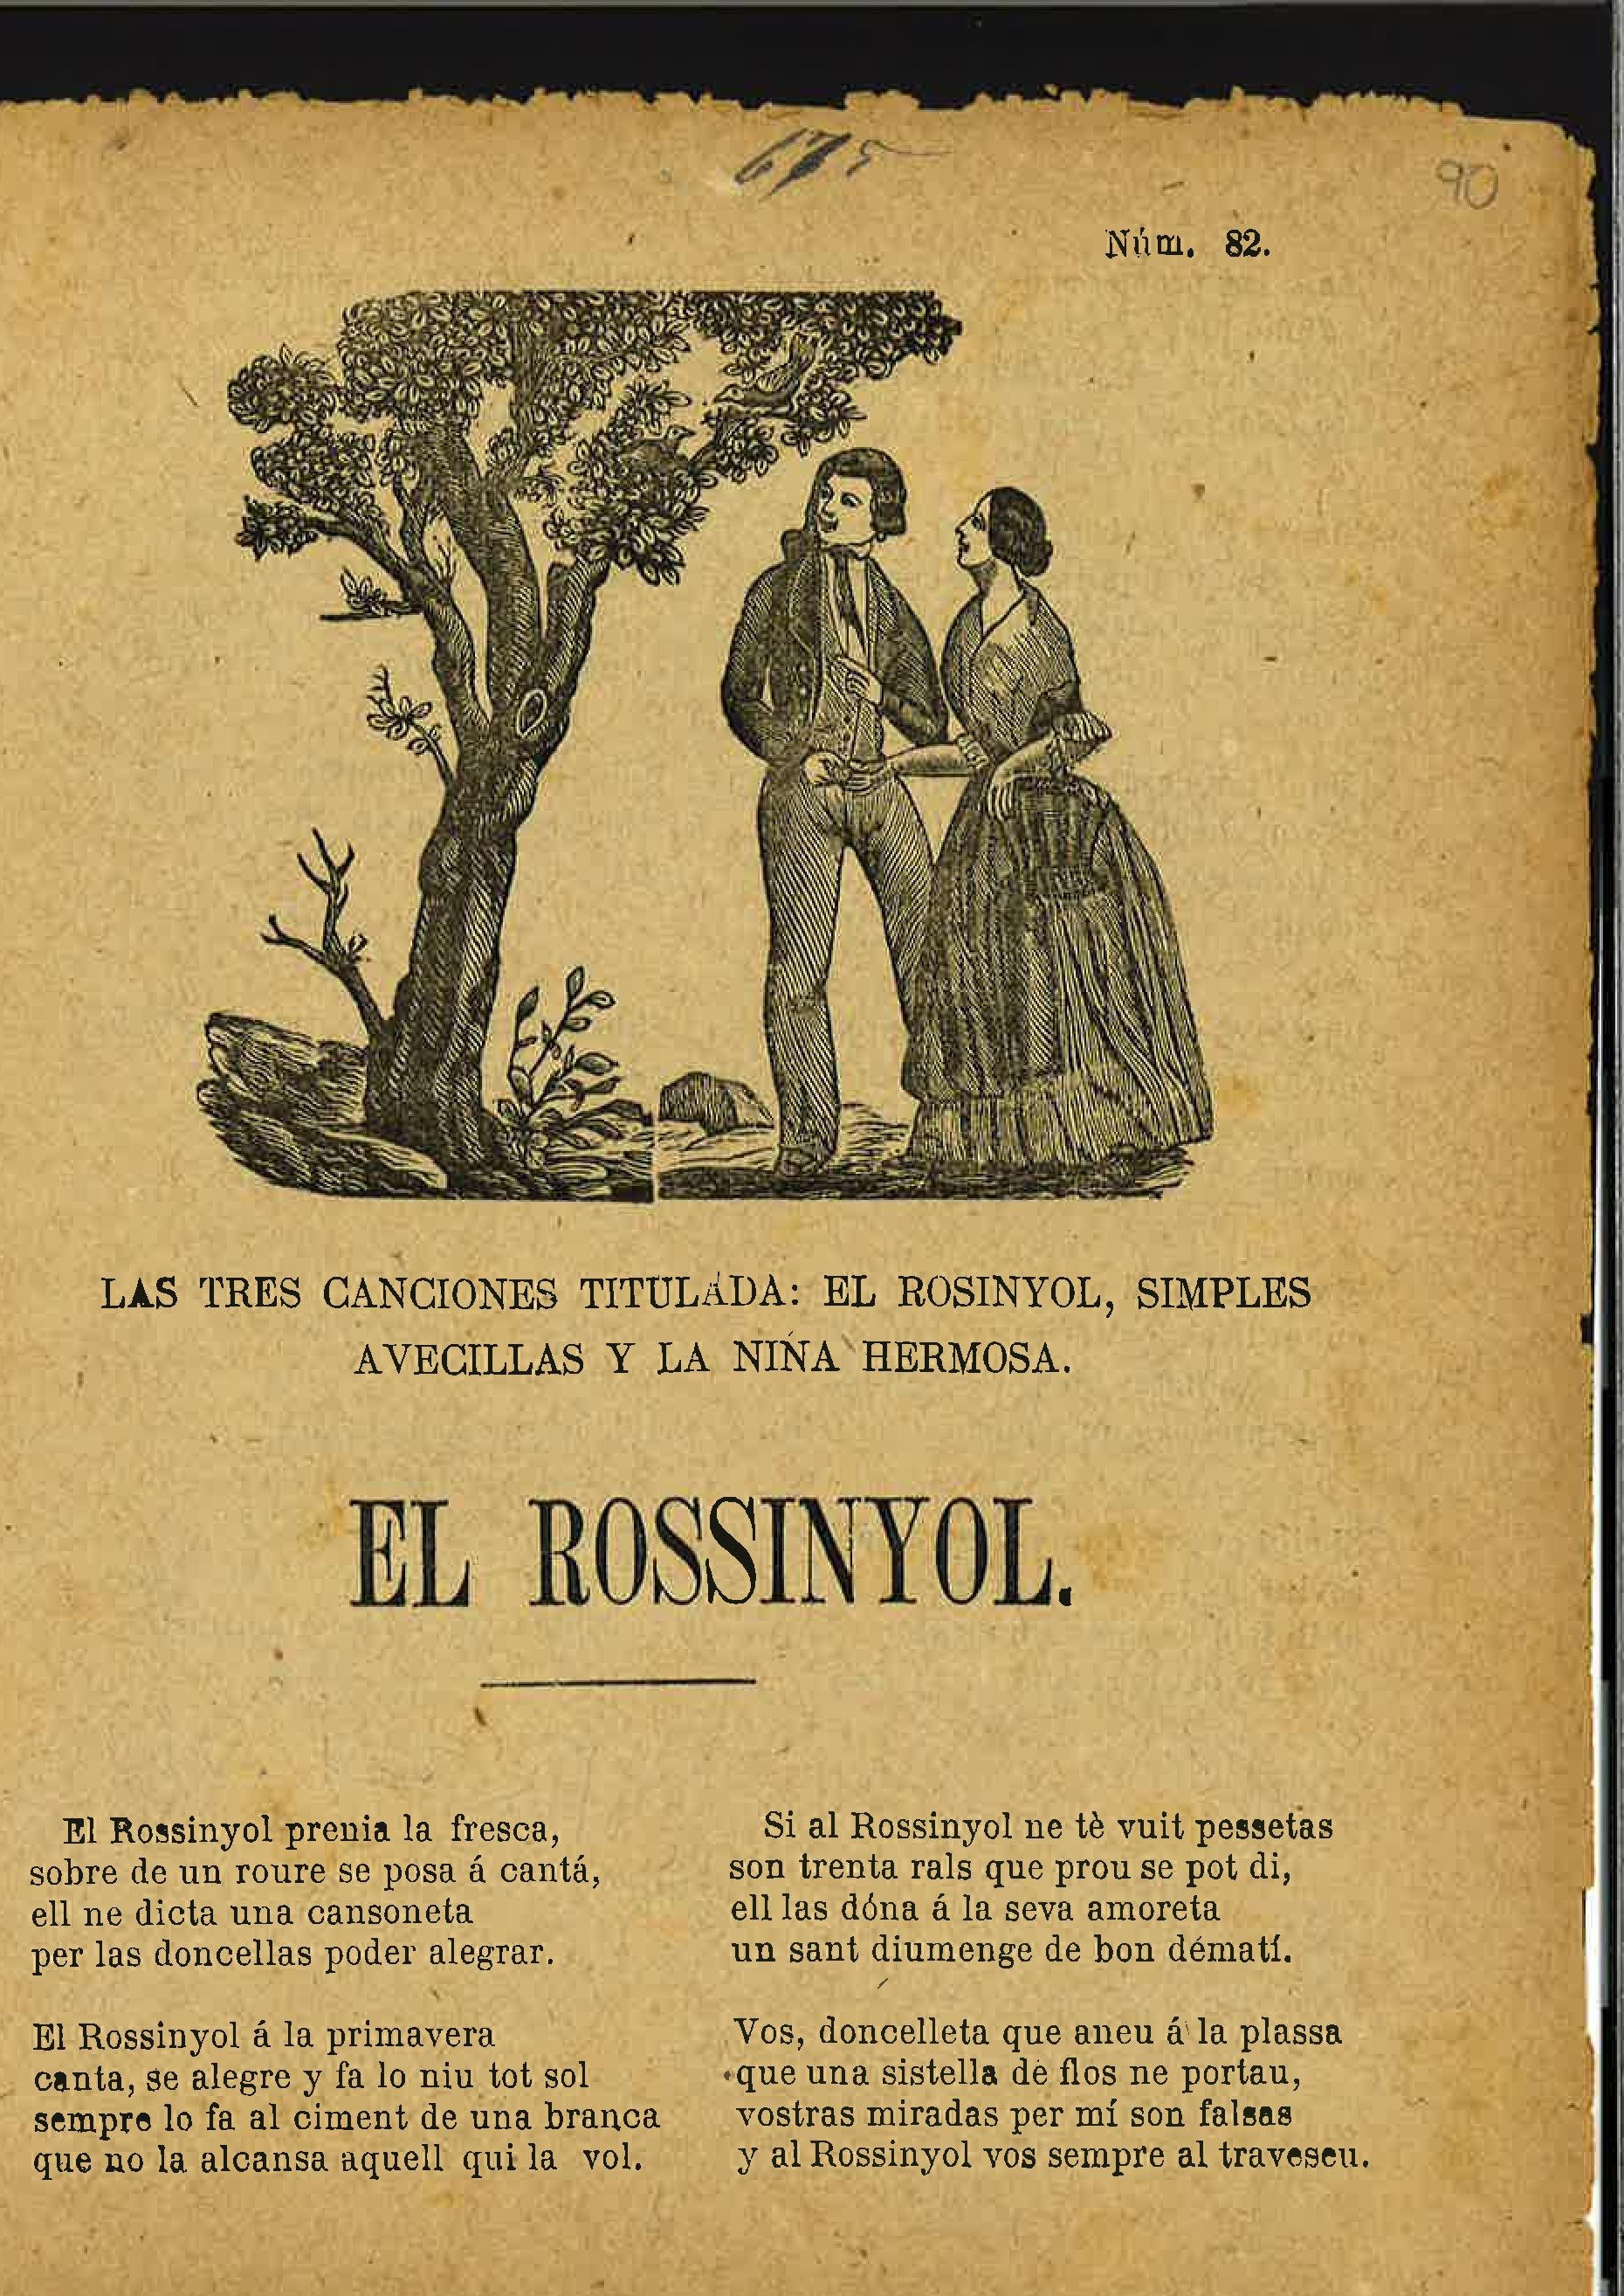 675
90
Núm. 82.
LAS TRES CANCIONES TITULADA: EL ROSINYOL, SIMPLES
AVECILLAS Y LA NIÑA HERMOSA.
EL ROSSINYOL.
El Rossinyol prenia la fresca,
sobre de un roure se posa á cantá,
ell ne dicta una cansoneta
per las doncellas poder alegrar.
El Rossinyol á la primavera
canta, se alegre y fa lo niu tot sol
sempre lo fa al ciment de una branca
que no la alcansa aquell qui la vol.
Si al Rossinyol ne tè vuit pessetas
son trenta rals que prou se pot di,
ell las dóna á la seva amoreta
un sant diumenge de bon dématí.
Vos, doncelleta que aneu á la plassa
que una sistella de flos ne portau,
vostras miradas per mí son falsas
y al Rossinyol vos sempre al traveseu.